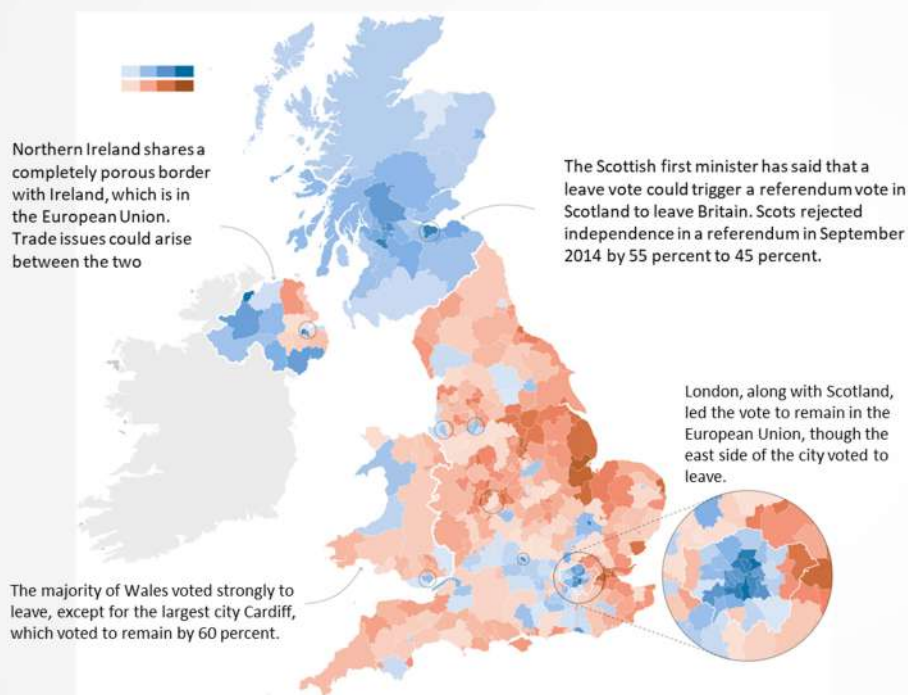 Northern Ireland shares a
completely porous border
with Ireland, which is in
the European Union.
Trade issues could arise
between the two
The Scottish first minister has said that a
leave vote could trigger a referendum vote in
Scotland to leave Britain. Scots rejected
independence in a referendum in September
2014 by 55 percent to 45 percent.
London, along with Scotland,
led the vote to remain in the
European Union, though the
east side of the city voted to
leave.
The majority of Wales voted strongly to
leave, except for the largest city Cardiff,
which voted to remain by 60 percent.